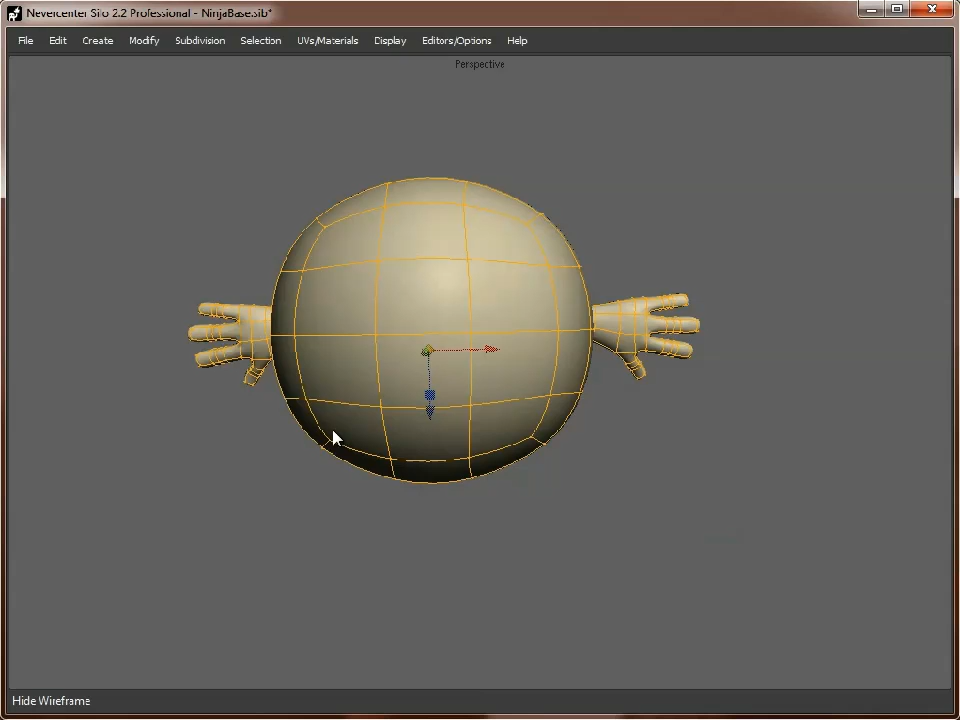 Nevercenter Silo 2.2 Professional - NinjaBase.sib*
File Edit Create Modify Subdivision Selection UVs/Materials Display Editors/Options Help
Perspective
Hide Wireframe